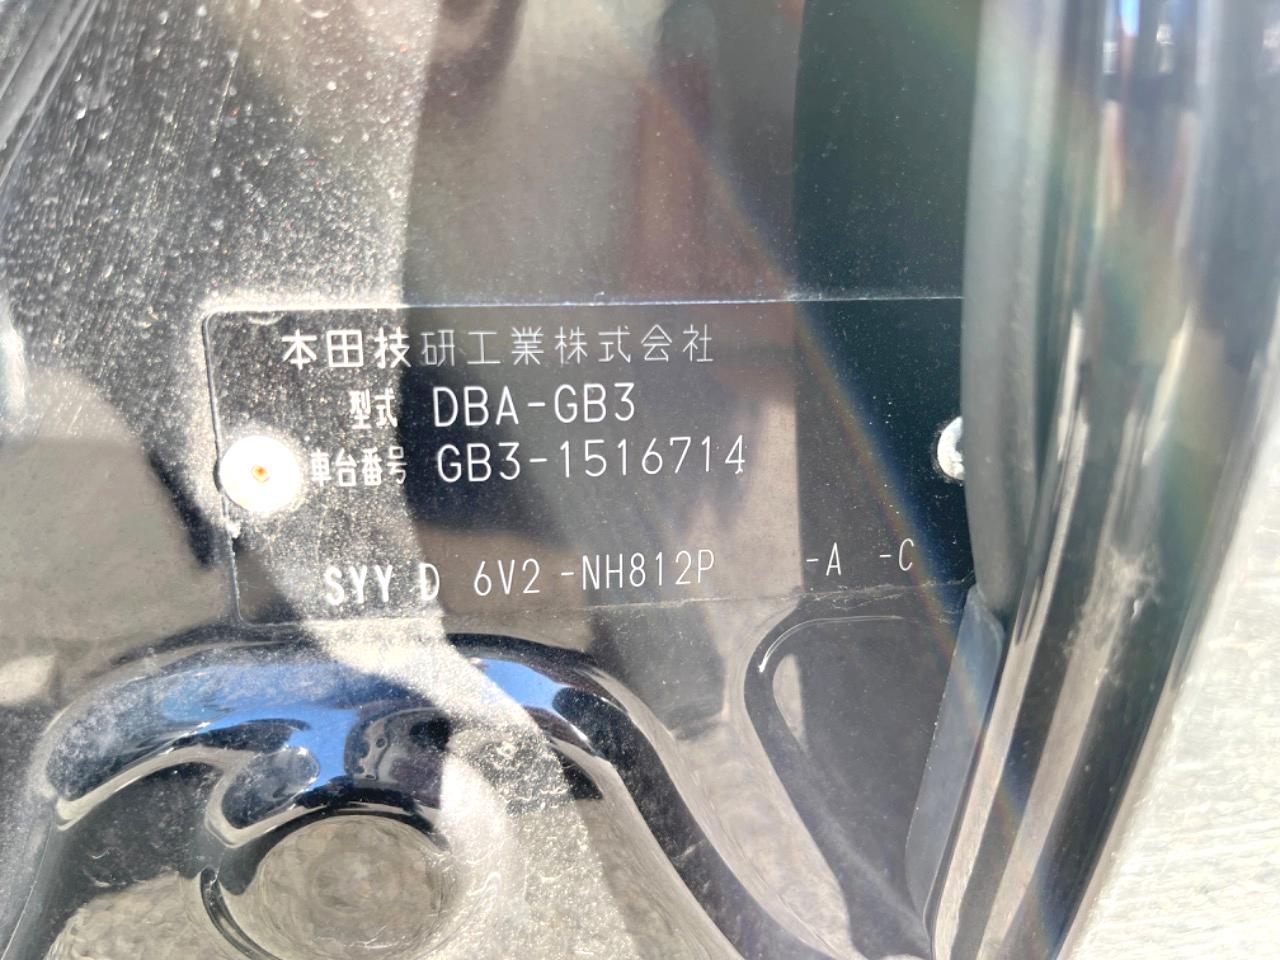 本田技研工業株式会社
型式 DBA-GB3
車台番号 GB3-1516714
SYY D 6V2 -NH812P -A -C